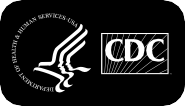 DEPARTMENT OF HEALTH & HUMAN SERVICES USA
CDC